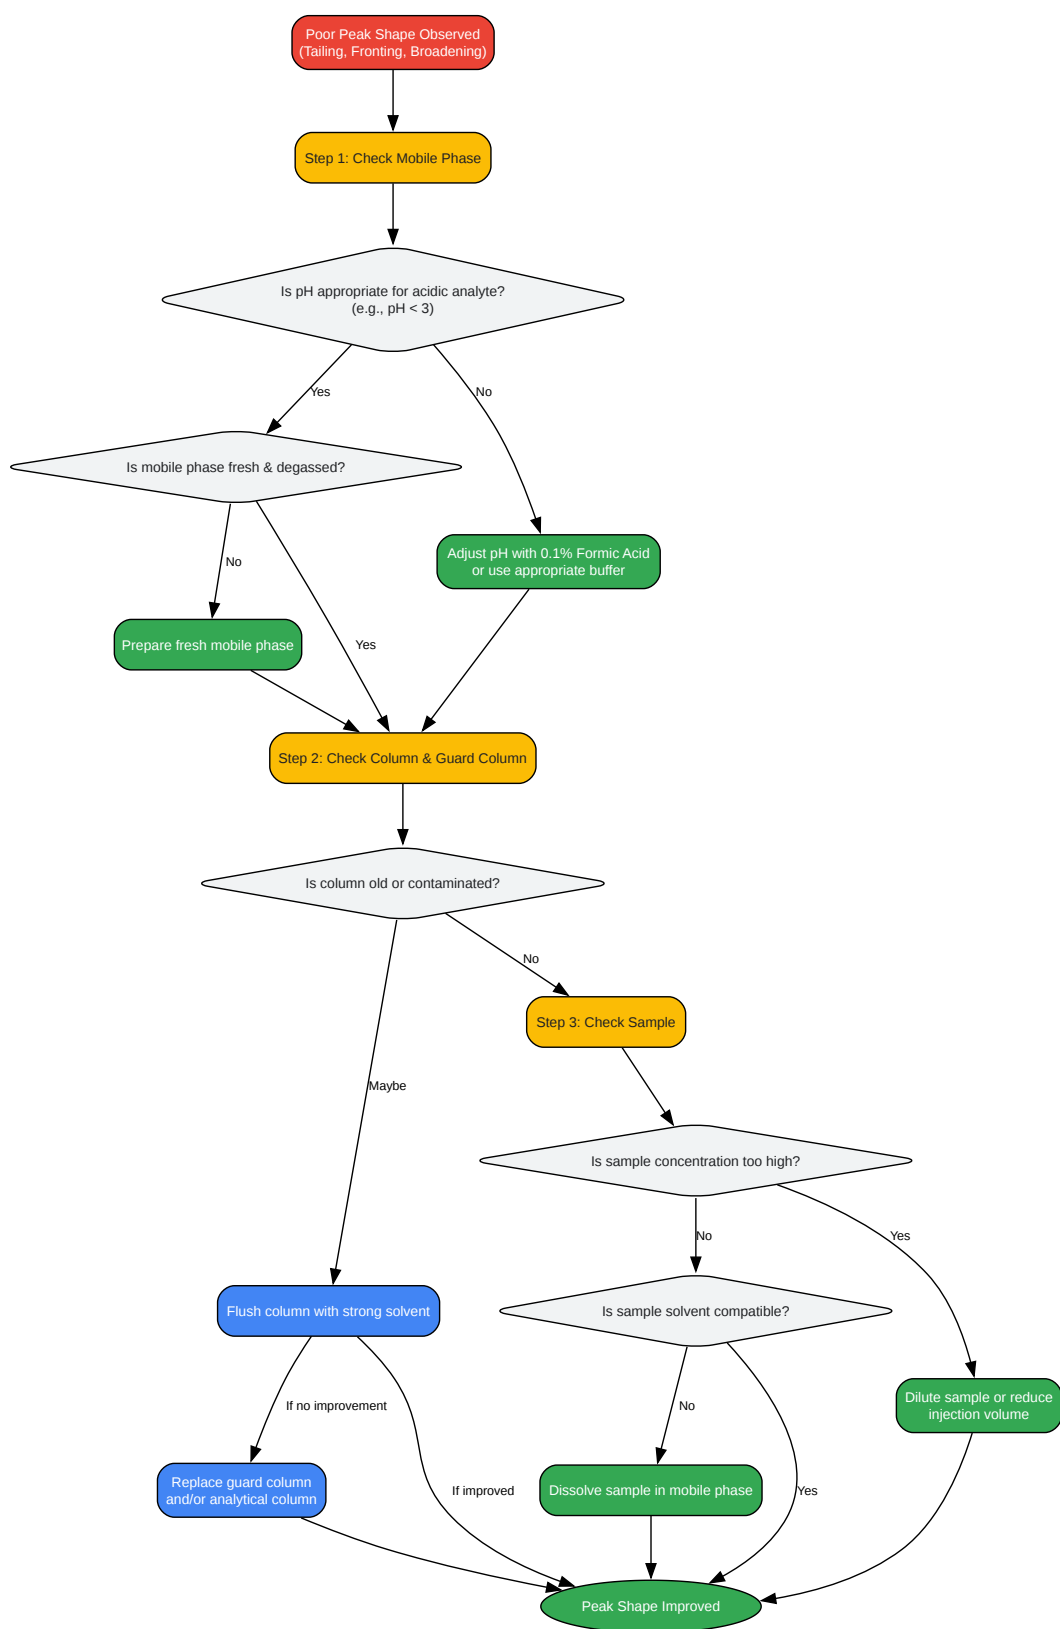 Poor Peak Shape Observed
(Tailing, Fronting, Broadening)
Step 1: Check Mobile Phase
Is pH appropriate for acidic analyte?
(e.g., pH < 3)
Yes
No
Is mobile phase fresh & degassed?
No
Adjust pH with 0.1% Formic Acid
or use appropriate buffer
Prepare fresh mobile phase
Yes
Step 2: Check Column & Guard Column
Is column old or contaminated?
No
Step 3: Check Sample
Maybe
Is sample concentration too high?
No
Yes
Flush column with strong solvent
Is sample solvent compatible?
If no improvement
No
Dilute sample or reduce
injection volume
Replace guard column
and/or analytical column
If improved
Dissolve sample in mobile phase
Yes
Peak Shape Improved